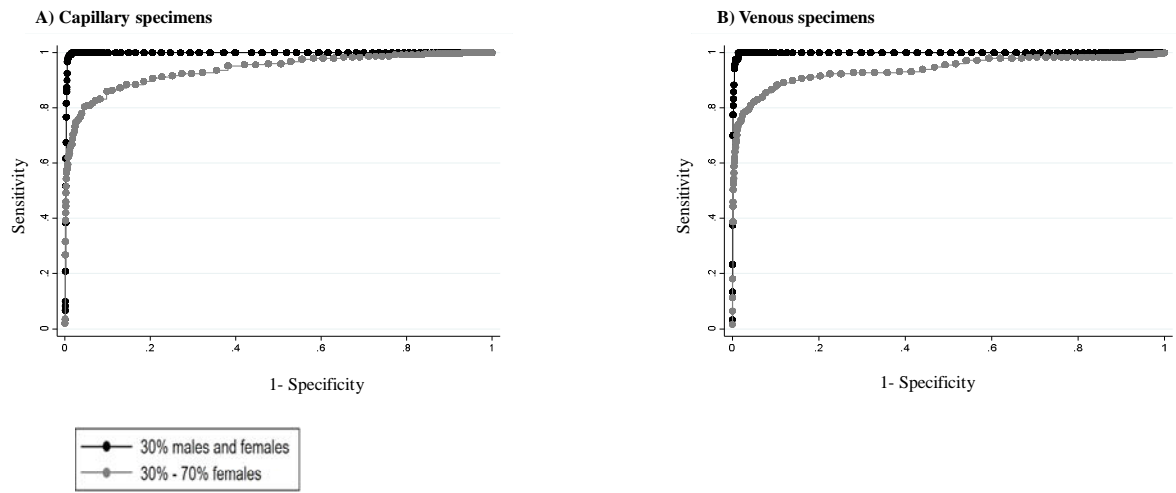 A) Capillary specimens
1
.8
.6
.4
.2
0
Sensitivity
0 .2 .4 .6 .8 1
1- Specificity
B) Venous specimens
1
.8
.6
.4
.2
0
Sensitivity
0 .2 .4 .6 .8 1
1- Specificity
30% males and females
30% - 70% females